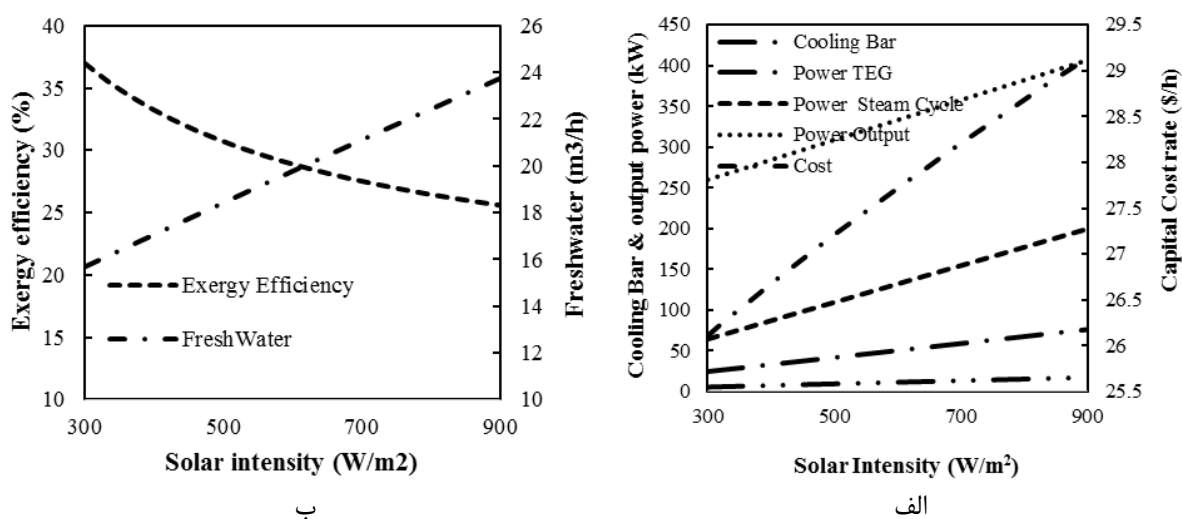 40
35
30
25
20
15
10
Exergy efficiency (%)
26
24
22
20
18
16
14
12
10
Freshwater (m3/h)
Exergy Efficiency
FreshWater
300
500
700
900
Solar intensity (W/m2)
ب
450
400
350
300
250
200
150
100
50
0
Cooling Bar & output power (kW)
Cooling Bar
Power TEG
Power Steam Cycle
Power Output
Cost
29.5
29
28.5
28
27.5
27
26.5
26
25.5
Capital Cost rate ($/h)
300
500
700
900
Solar Intensity (W/m²)
الف